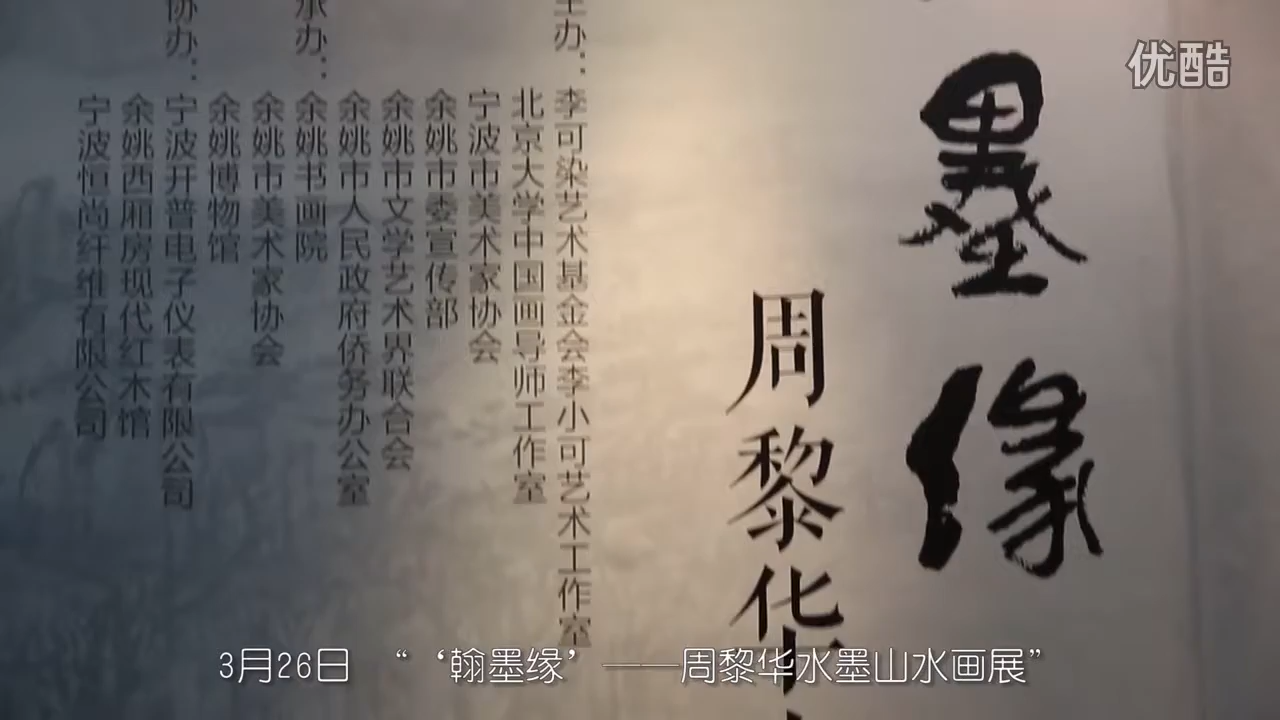 优酷
墨缘
周黎华
主办：
李可染艺术基金会李小可艺术工作室
北京大学中国画导师工作室
宁波市美术家协会
余姚市委宣传部
余姚市文学艺术界联合会
余姚市人民政府侨务办公室
承办：
余姚书画院
余姚市美术家协会
余姚博物馆
协办：
宁波开普电子仪表有限公司
余姚西厢房现代红木馆
宁波恒尚纤维有限公司
3月26日 “‘翰墨缘’——周黎华水墨山水画展”